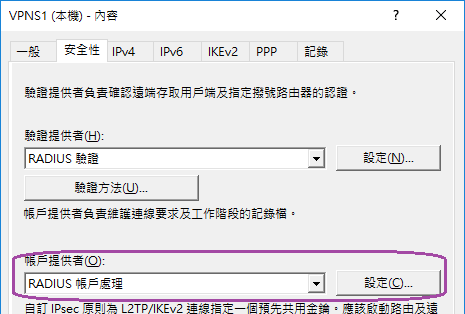 VPNS1 (本機) - 內容
一般 安全性 IPv4 IPv6 IKEv2 PPP 記錄
驗證提供者負責確認遠端存取用戶端及指定撥號路由器的認證。
驗證提供者(H):
RADIUS 驗證 設定(N)...
驗證方法(U)...
帳戶提供者負責維護連線要求及工作階段的記錄檔。
帳戶提供者(O):
RADIUS 帳戶處理 設定(C)...
自訂 IPsec 原則為 L2TP/IKEv2 連線指定一個預先共用金鑰。應該啟動路由及遠